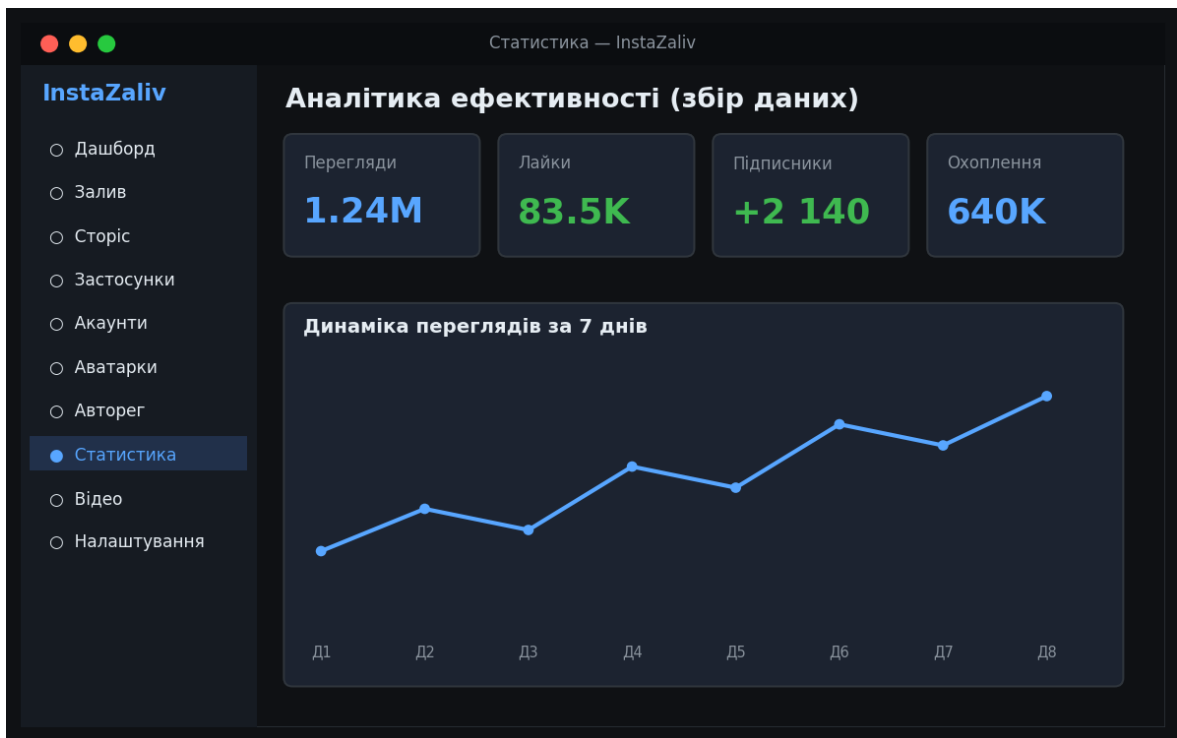 Статистика — InstaZaliv
InstaZaliv
Дашборд
Залив
Сторіс
Застосунки
Акаунти
Аватарки
Авторег
Статистика
Відео
Налаштування
Аналітика ефективності (збір даних)
Перегляди
1.24M
Лайки
83.5K
Підписники
+2 140
Охоплення
640K
Динаміка переглядів за 7 днів
Д1 Д2 Д3 Д4 Д5 Д6 Д7 Д8